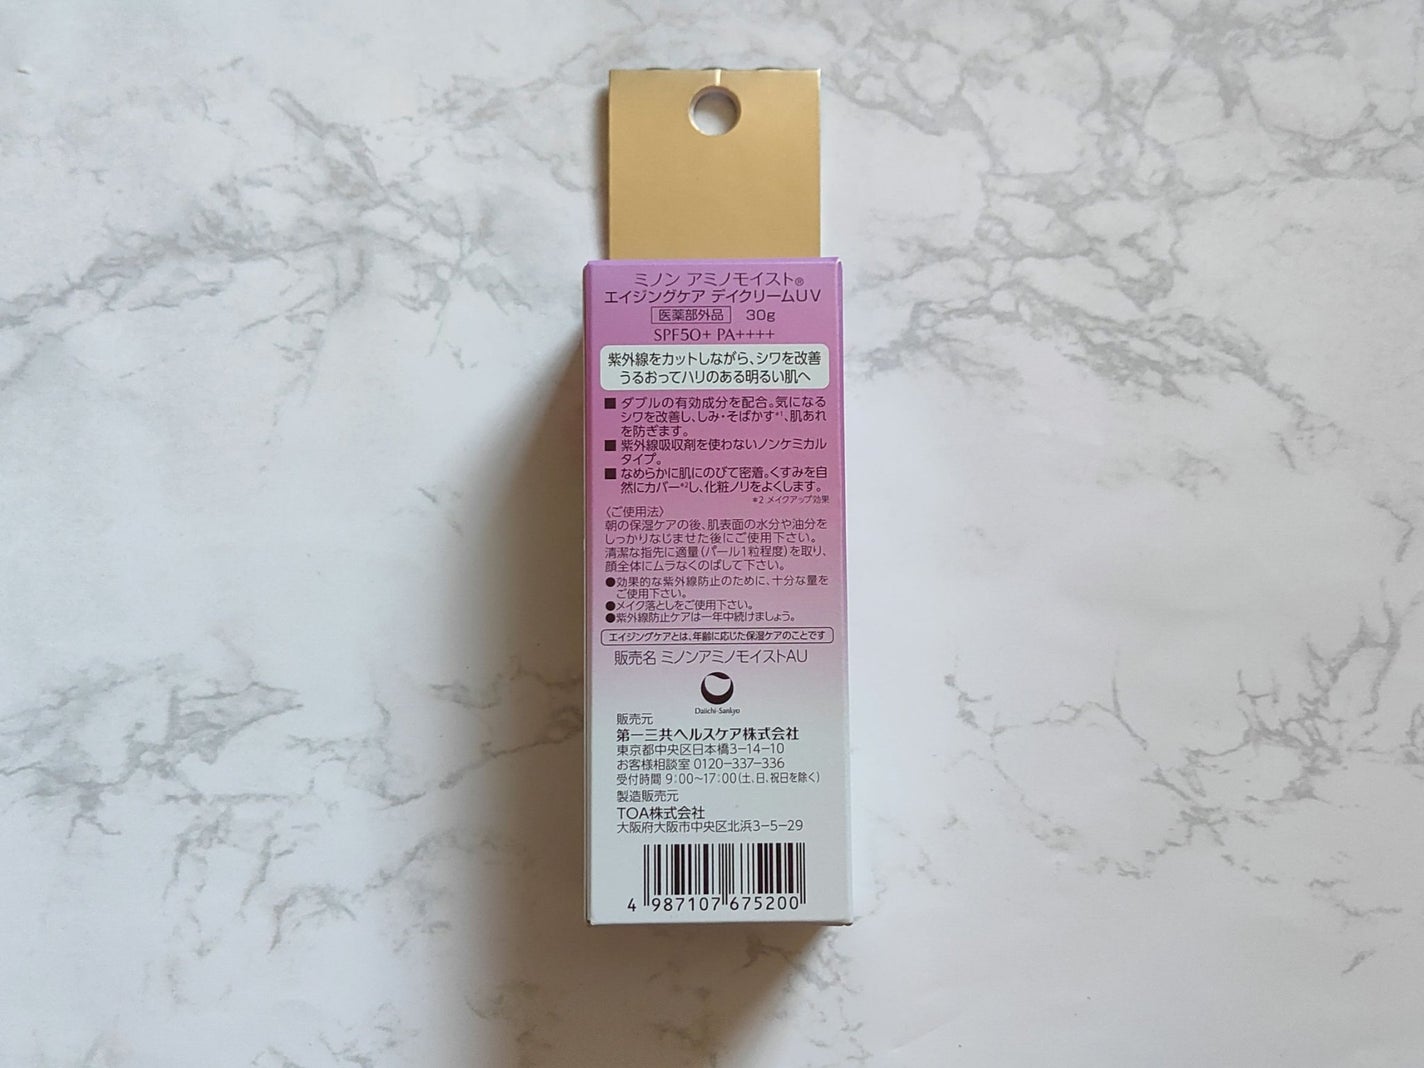 ミノン アミノモイスト®
エイジングケア デイクリームUV
医薬部外品 30g
SPF50+ PA++++
紫外線をカットしながら、シワを改善
うるおってハリのある明るい肌へ
■ ダブルの有効成分を配合。気になる
シワを改善し、しみ・そばかす*1、肌あれ
を防ぎます。
■ 紫外線吸収剤を使わないノンケミカル
タイプ。
■ なめらかに肌にのびて密着。くすみを自
然にカバー*2し、化粧ノリをよくします。
*2 メイクアップ効果
〈ご使用法〉
朝の保湿ケアの後、肌表面の水分や油分を
しっかりなじませた後にご使用下さい。
清潔な指先に適量(パール1粒程度)を取り、
顔全体にムラなくのばして下さい。
●効果的な紫外線防止のために、十分な量を
ご使用下さい。
●メイク落としをご使用下さい。
●紫外線防止ケアは一年中続けましょう。
エイジングケアとは、年齢に応じた保湿ケアのことです
販売名 ミノンアミノモイストAU
Daiichi-Sankyo
販売元
第一三共ヘルスケア株式会社
東京都中央区日本橋3-14-10
お客様相談室 0120-337-336
受付時間 9:00~17:00(土、日、祝日を除く)
製造販売元
TOA株式会社
大阪府大阪市中央区北浜3-5-29
4 987107 675200